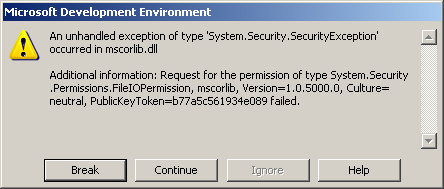 Microsoft Development Environment
An unhandled exception of type 'System.Security.SecurityException'
occurred in mscorlib.dll
Additional information: Request for the permission of type System.Security
.Permissions.FileIOPermission, mscorlib, Version=1.0.5000.0, Culture=
neutral, PublicKeyToken=b77a5c561934e089 failed.
Break Continue Ignore Help